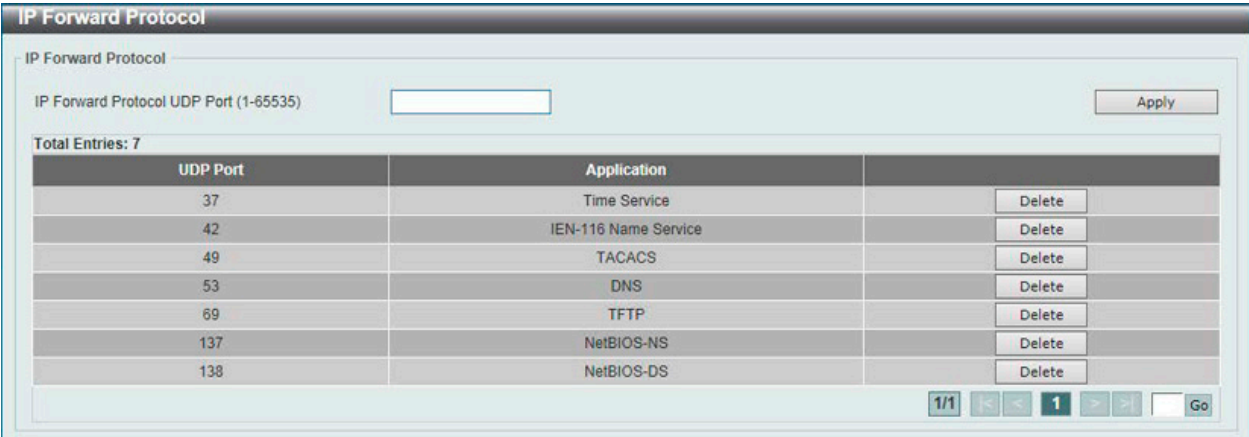 IP Forward Protocol
IP Forward Protocol
IP Forward Protocol UDP Port (1-65535) Apply
Total Entries: 7
UDP Port Application
37 Time Service Delete
42 IEN-116 Name Service Delete
49 TACACS Delete
53 DNS Delete
69 TFTP Delete
137 NetBIOS-NS Delete
138 NetBIOS-DS Delete
1/1 |< < 1 > >| Go